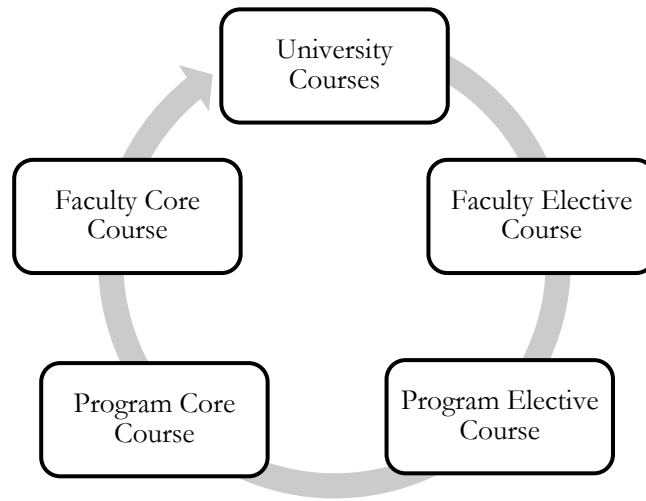 University
Courses
Faculty Elective
Course
Program Elective
Course
Program Core
Course
Faculty Core
Course